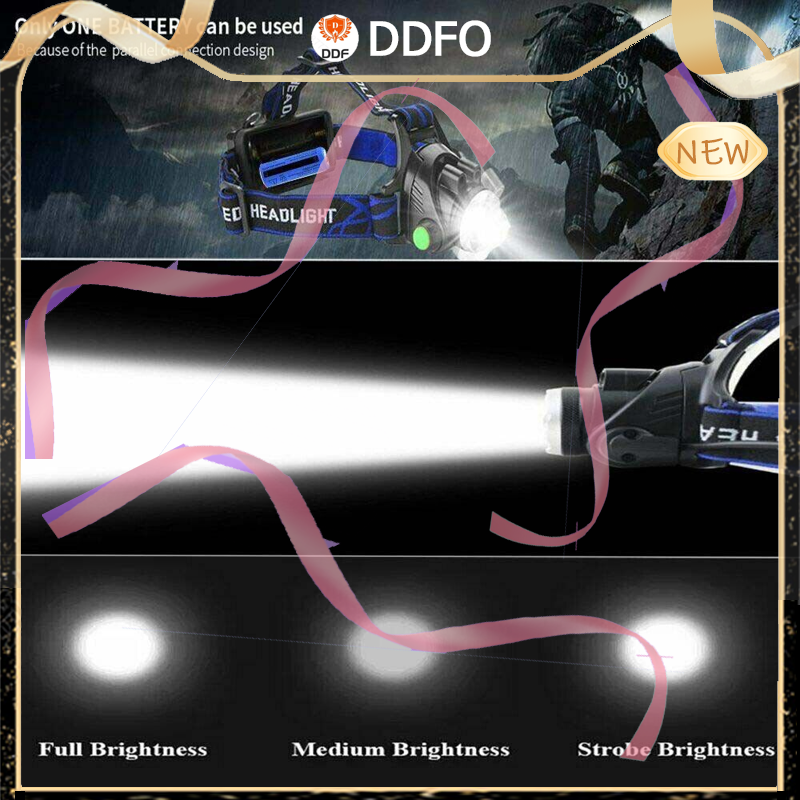 Only ONE BATTERY can be used
Because of the parallel connection design
DDF
DDFO
NEW
HEADLIGHT
Full Brightness
Medium Brightness
Strobe Brightness